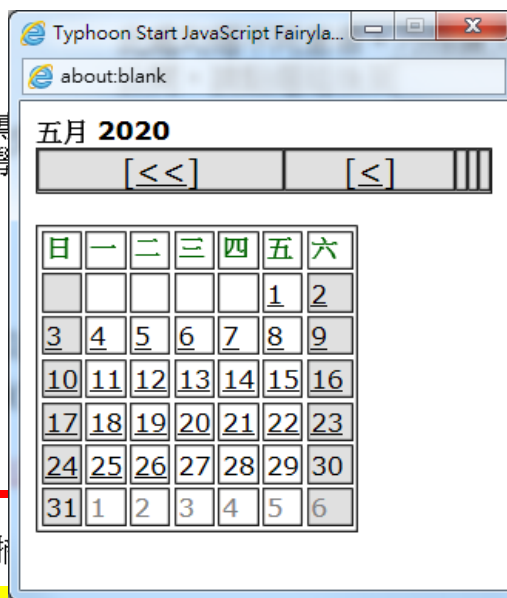 Typhoon Start JavaScript Fairyla...
about:blank
五月 2020
[<<] [<]
日 一 二 三 四 五 六
1 2
3 4 5 6 7 8 9
10 11 12 13 14 15 16
17 18 19 20 21 22 23
24 25 26 27 28 29 30
31 1 2 3 4 5 6